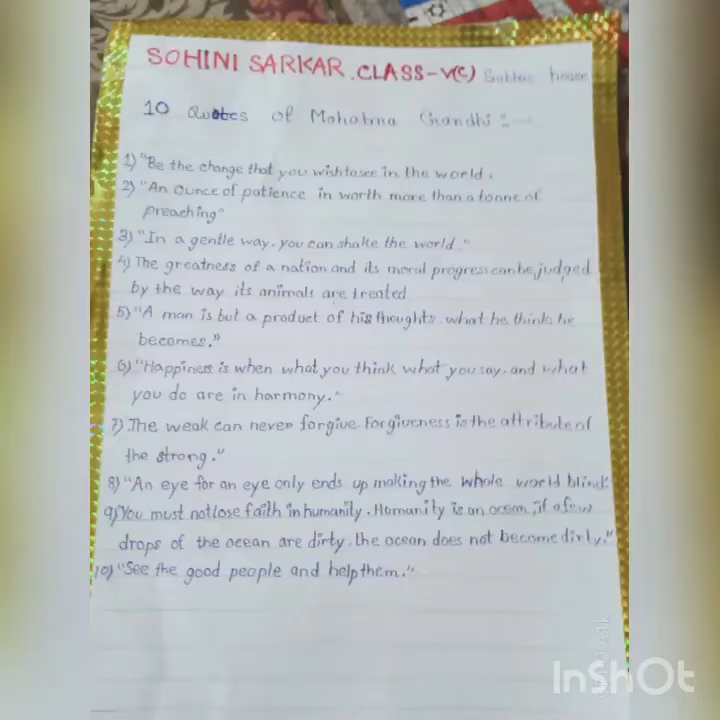 SOHINI SARKAR. CLASS-V(C) Subhas house
10 Quotes of Mohatma Ghandhi :-
1) "Be the change that you wish to see in the world.
2) "An ounce of patience in worth more than a tonne of
preaching"
3) "In a gentle way. you can shake the world."
4) The greatness of a nation and its moral progress can be judged
by the way its animals are treated
5) "A man is but a product of his thoughts. what he thinks he
becomes."
6) "Happiness is when what you think what you say. and what
you do are in harmony."
7) The weak can never forgive. Forgiveness is the attribute of
the strong."
8) "An eye for an eye only ends up making the whole world blind.
9) You must not lose faith in humanity. Humanity is an ocean, if a few
drops of the ocean are dirty. the ocean does not become dirty."
10) "See the good people and help them."
InShOt